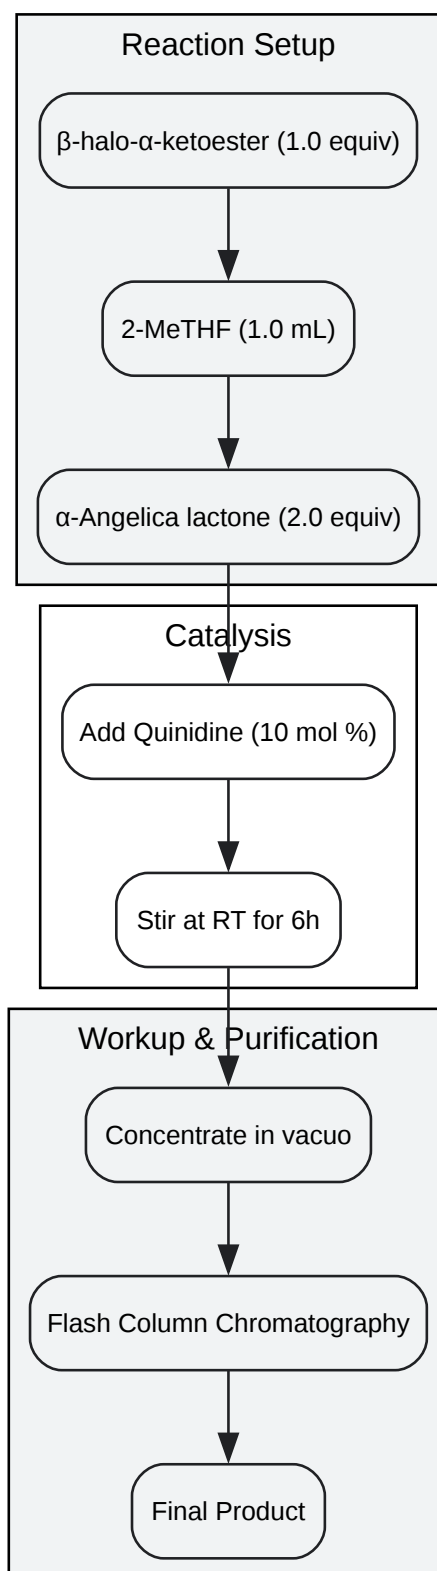 Reaction Setup
β-halo-α-ketoester (1.0 equiv)
2-MeTHF (1.0 mL)
α-Angelica lactone (2.0 equiv)
Catalysis
Add Quinidine (10 mol %)
Stir at RT for 6h
Workup & Purification
Concentrate in vacuo
Flash Column Chromatography
Final Product